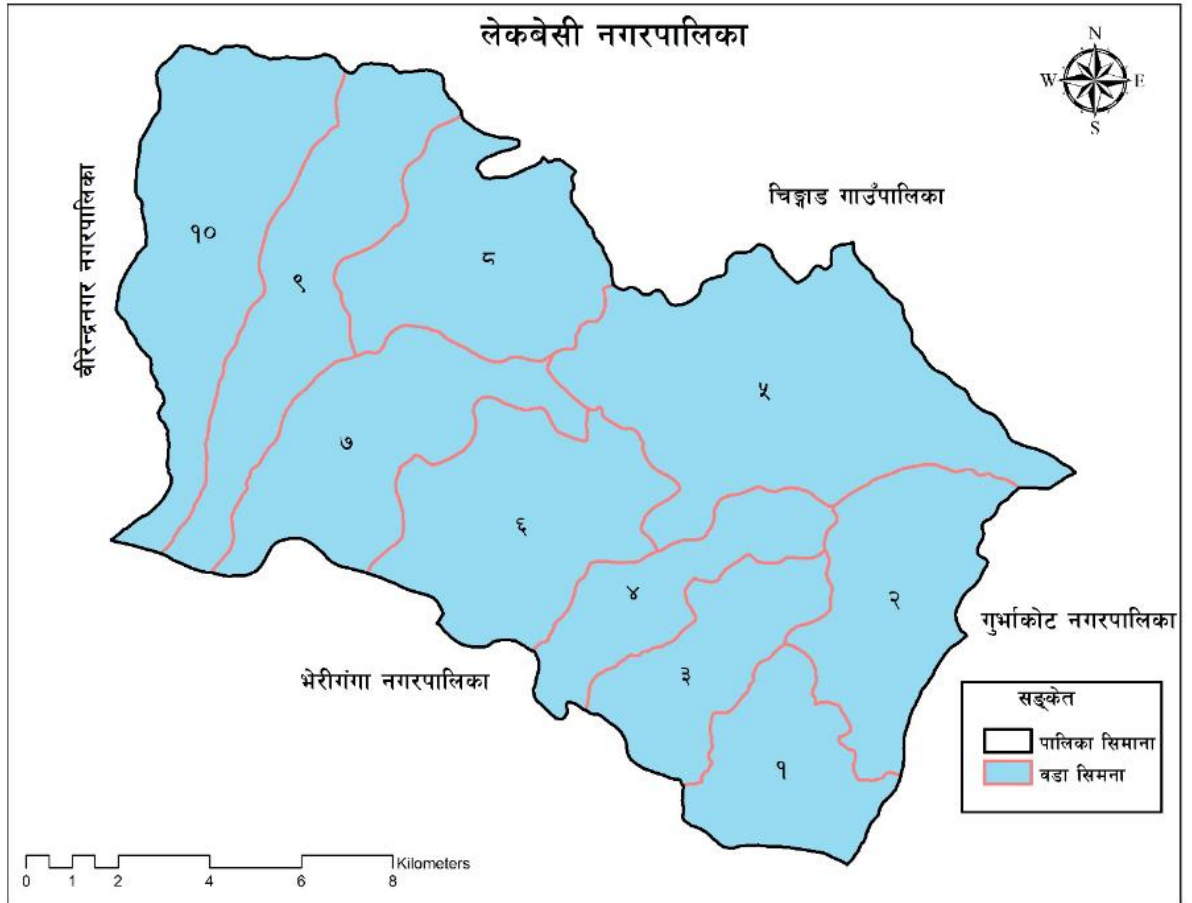 लेकबेसी नगरपालिका
N
W E
S
चिङ्गाड गाउँपालिका
बीरेन्द्रनगर नगरपालिका
१०
९
८
५
७
६
४
२
गुर्भाकोट नगरपालिका
३
भेरीगंगा नगरपालिका
१
सङ्केत
पालिका सिमाना
वडा सिमना
Kilometers
0 1 2 4 6 8